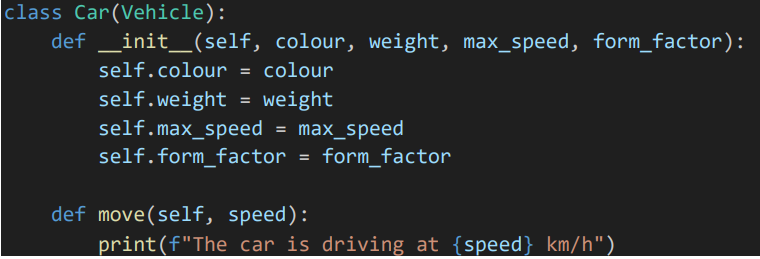 class Car(Vehicle):
    def __init__(self, colour, weight, max_speed, form_factor):
        self.colour = colour
        self.weight = weight
        self.max_speed = max_speed
        self.form_factor = form_factor

    def move(self, speed):
        print(f"The car is driving at {speed} km/h")